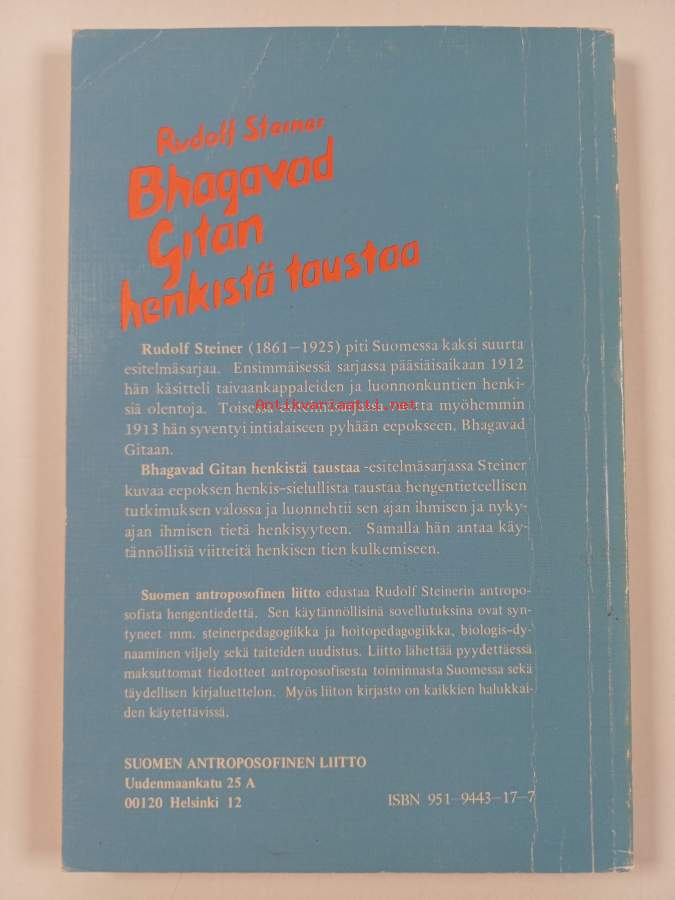 Rudolf Steiner
Bhagavad
Gitan
henkistä taustaa
Rudolf Steiner (1861—1925) piti Suomessa kaksi suurta
esitelmäsarjaa. Ensimmäisessä sarjassa pääsiäisaikaan 1912
hän käsitteli taivaankappaleiden ja luonnonkuntien henki-
siä olentoja. Toisessa myöhemmin
Antikvariaatti.net
1913 hän syventyi intialaiseen pyhään eepokseen, Bhagavad
Gitaan.
Bhagavad Gitan henkistä taustaa -esitelmäsarjassa Steiner
kuvaa eepoksen henkis-sielullista taustaa hengentieteellisen
tutkimuksen valossa ja luonnehtii sen ajan ihmisen ja nyky-
ajan ihmisen tietä henkisyyteen. Samalla hän antaa käy-
tännöllisiä viitteitä henkisen tien kulkemiseen.
Suomen antroposofinen liitto edustaa Rudolf Steinerin antropo-
sofista hengentiedettä. Sen käytännöllisinä sovellutuksina ovat syn-
tyneet mm. steinerpedagogiikka ja hoitopedagogiikka, biologis-dy-
naaminen viljely sekä taiteiden uudistus. Liitto lähettää pyydettäessä
maksuttomat tiedotteet antroposofisesta toiminnasta Suomessa sekä
täydellisen kirjaluettelon. Myös liiton kirjasto on kaikkien halukkai-
den käytettävissä.
SUOMEN ANTROPOSOFINEN LIITTO
Uudenmaankatu 25 A
00120 Helsinki 12
ISBN 951-9443-17-7